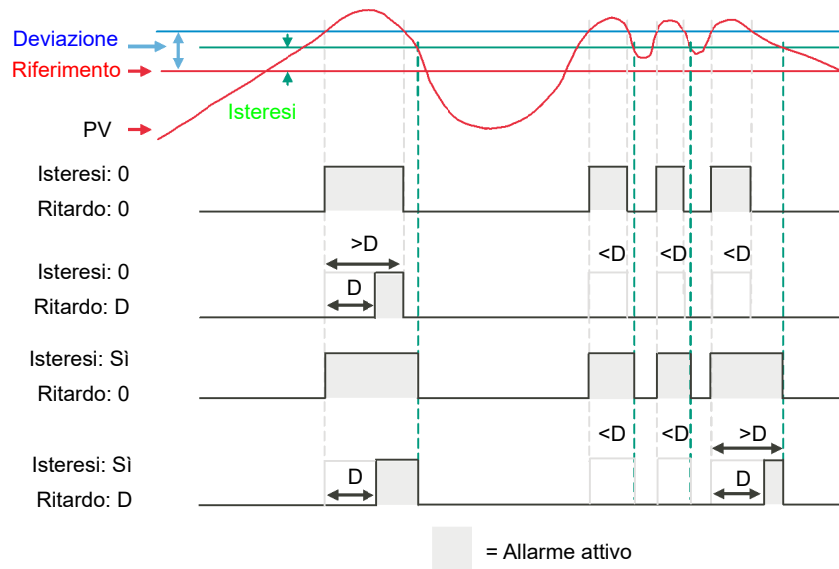 Deviazione
Riferimento
Isteresi
PV
Isteresi: 0
Ritardo: 0
>D
<D <D <D
Isteresi: 0
D
Ritardo: D
Isteresi: Sì
Ritardo: 0
<D <D >D
Isteresi: Sì
D D
Ritardo: D
= Allarme attivo